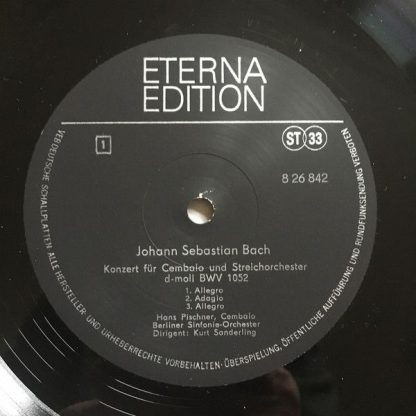 ETERNA
EDITION
1
ST 33
8 26 842
Johann Sebastian Bach
Konzert für Cembalo und Streichorchester
d-moll BWV 1052
1. Allegro
2. Adagio
3. Allegro
Hans Pischner, Cembalo
Berliner Sinfonie-Orchester
Dirigent: Kurt Sanderling
VEB DEUTSCHE SCHALLPLATTEN · ALLE HERSTELLER- UND URHEBERRECHTE VORBEHALTEN · ÜBERSPIELUNG, ÖFFENTLICHE AUFFÜHRUNG UND RUNDFUNKSENDUNG VERBOTEN